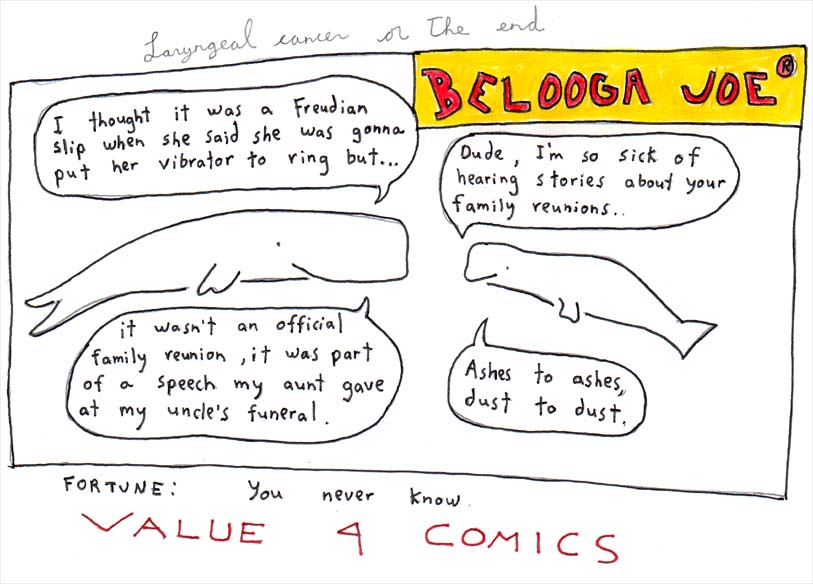 Laryngeal cancer or The end
BELOOGA JOE®
I thought it was a Freudian
slip when she said she was gonna
put her vibrator to ring but...
Dude, I'm so sick of
hearing stories about your
family reunions..
it wasn't an official
family reunion, it was part
of a speech my aunt gave
at my uncle's funeral.
Ashes to ashes,
dust to dust.
FORTUNE: You never know.
VALUE 4 COMICS